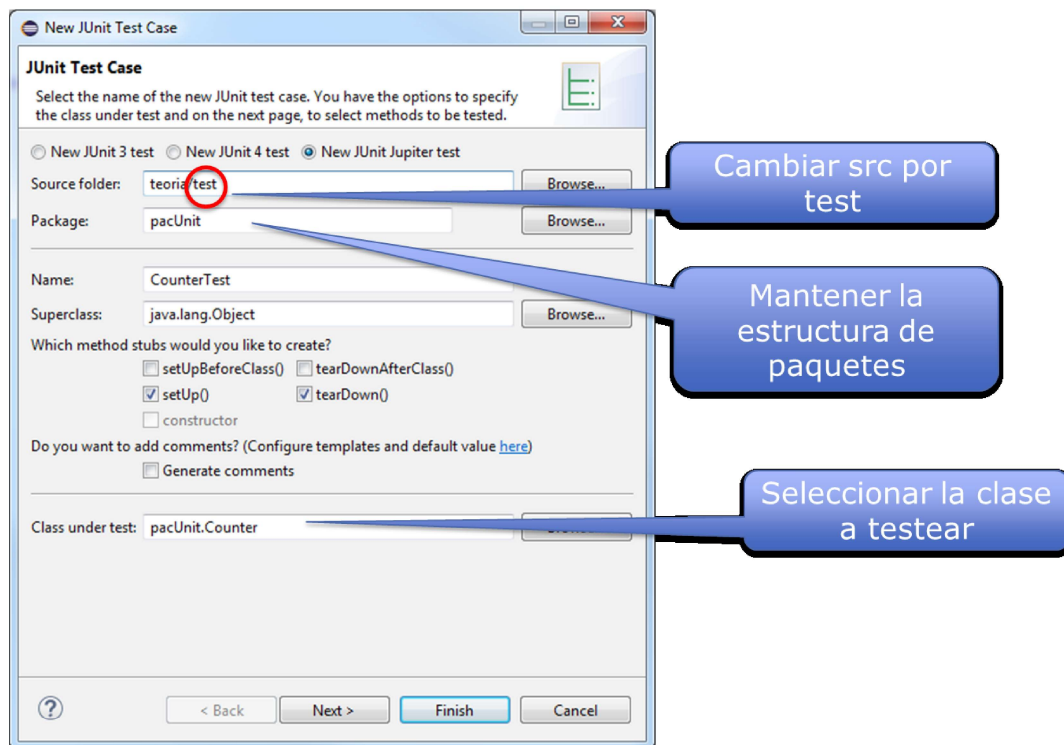 New JUnit Test Case
JUnit Test Case
Select the name of the new JUnit test case. You have the options to specify
the class under test and on the next page, to select methods to be tested.
New JUnit 3 test New JUnit 4 test New JUnit Jupiter test
Source folder: teoria/test Browse...
Cambiar src por
test
Package: pacUnit Browse...
Name: CounterTest
Mantener la
estructura de
paquetes
Superclass: java.lang.Object Browse...
Which method stubs would you like to create?
setUpBeforeClass() tearDownAfterClass()
setUp() tearDown()
constructor
Do you want to add comments? (Configure templates and default value here)
Generate comments
Seleccionar la clase
a testear
Class under test: pacUnit.Counter
? < Back Next > Finish Cancel